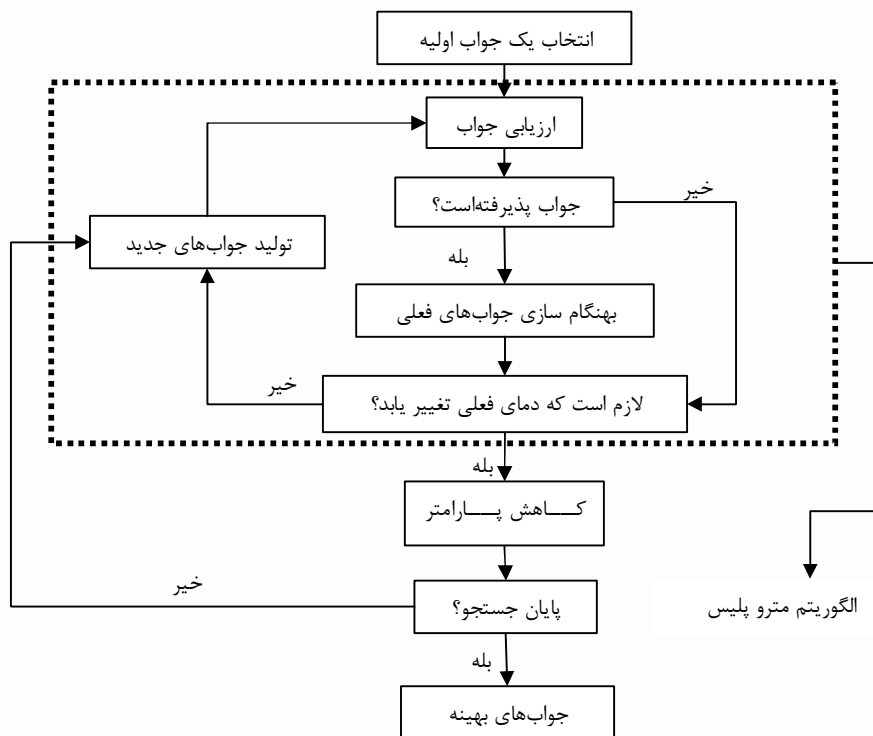 انتخاب یک جواب اولیه
ارزیابی جواب
جواب پذیرفته‌است؟
خیر
تولید جواب‌های جدید
بله
بهنگام سازی جواب‌های فعلی
خیر
لازم است که دمای فعلی تغییر یابد؟
بله
کـــاهش پــــارامتر
خیر
پایان جستجو؟
الگوریتم مترو پلیس
بله
جواب‌های بهینه